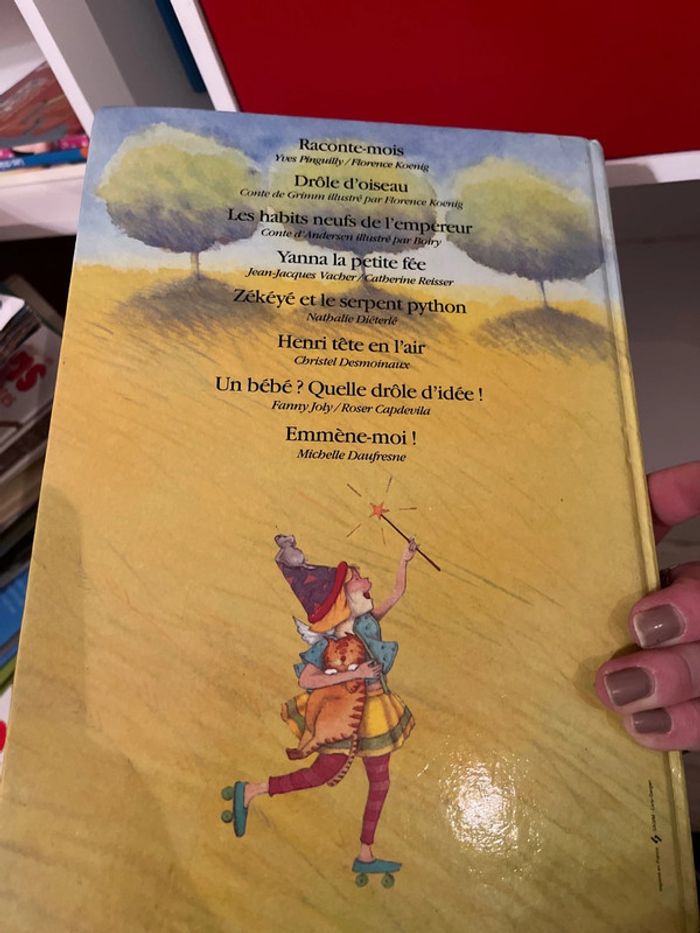 Raconte-mois
Yves Pinguilly / Florence Koenig
Drôle d'oiseau
Conte de Grimm illustré par Florence Koenig
Les habits neufs de l'empereur
Conte d'Andersen illustré par Boiry
Yanna la petite fée
Jean-Jacques Vacher / Catherine Reisser
Zékéyé et le serpent python
Nathalie Dieterlé
Henri tête en l'air
Christel Desmoinaux
Un bébé ? Quelle drôle d'idée !
Fanny Joly / Roser Capdevila
Emmène-moi !
Michelle Daufresne